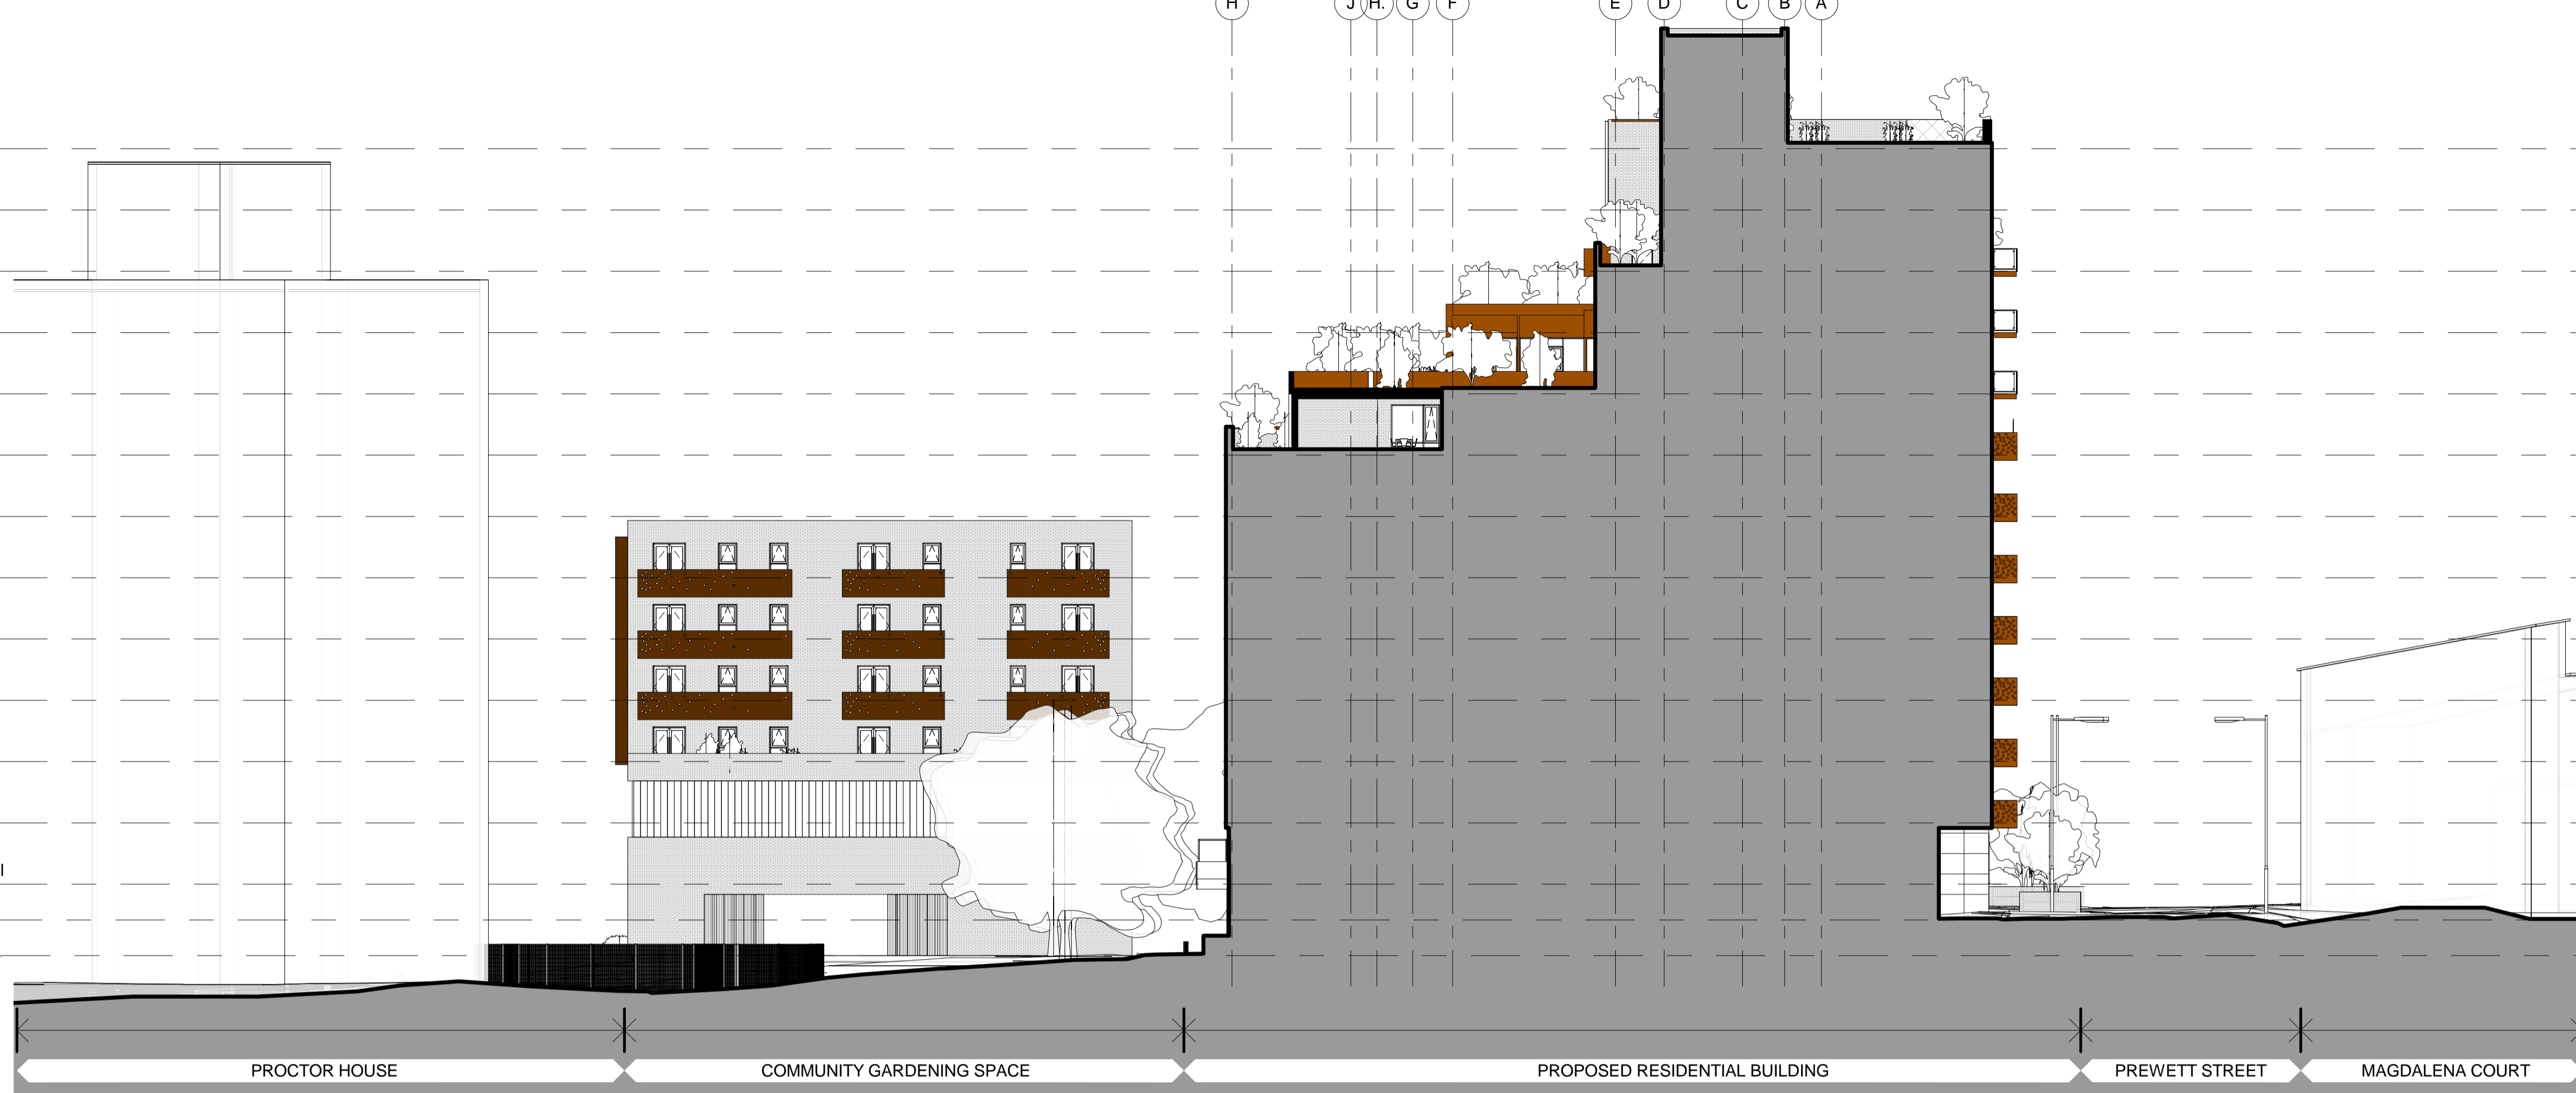 H J H. G F E D C B A
l
PROCTOR HOUSE COMMUNITY GARDENING SPACE PROPOSED RESIDENTIAL BUILDING PREWETT STREET MAGDALENA COURT